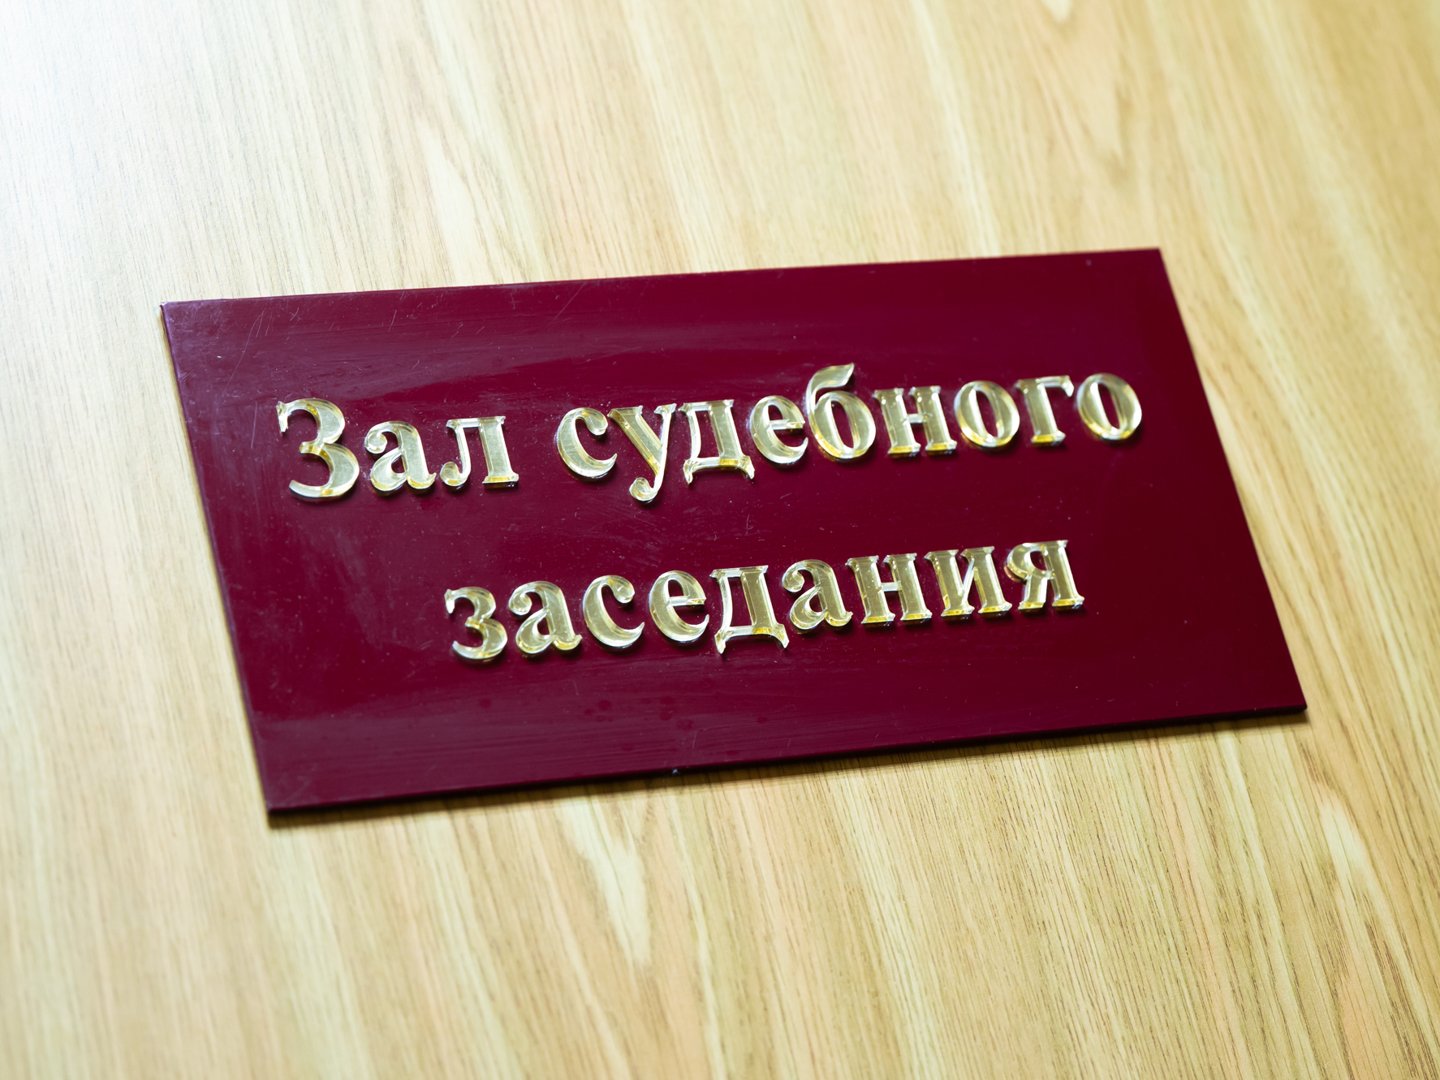 Зал судебного
заседания